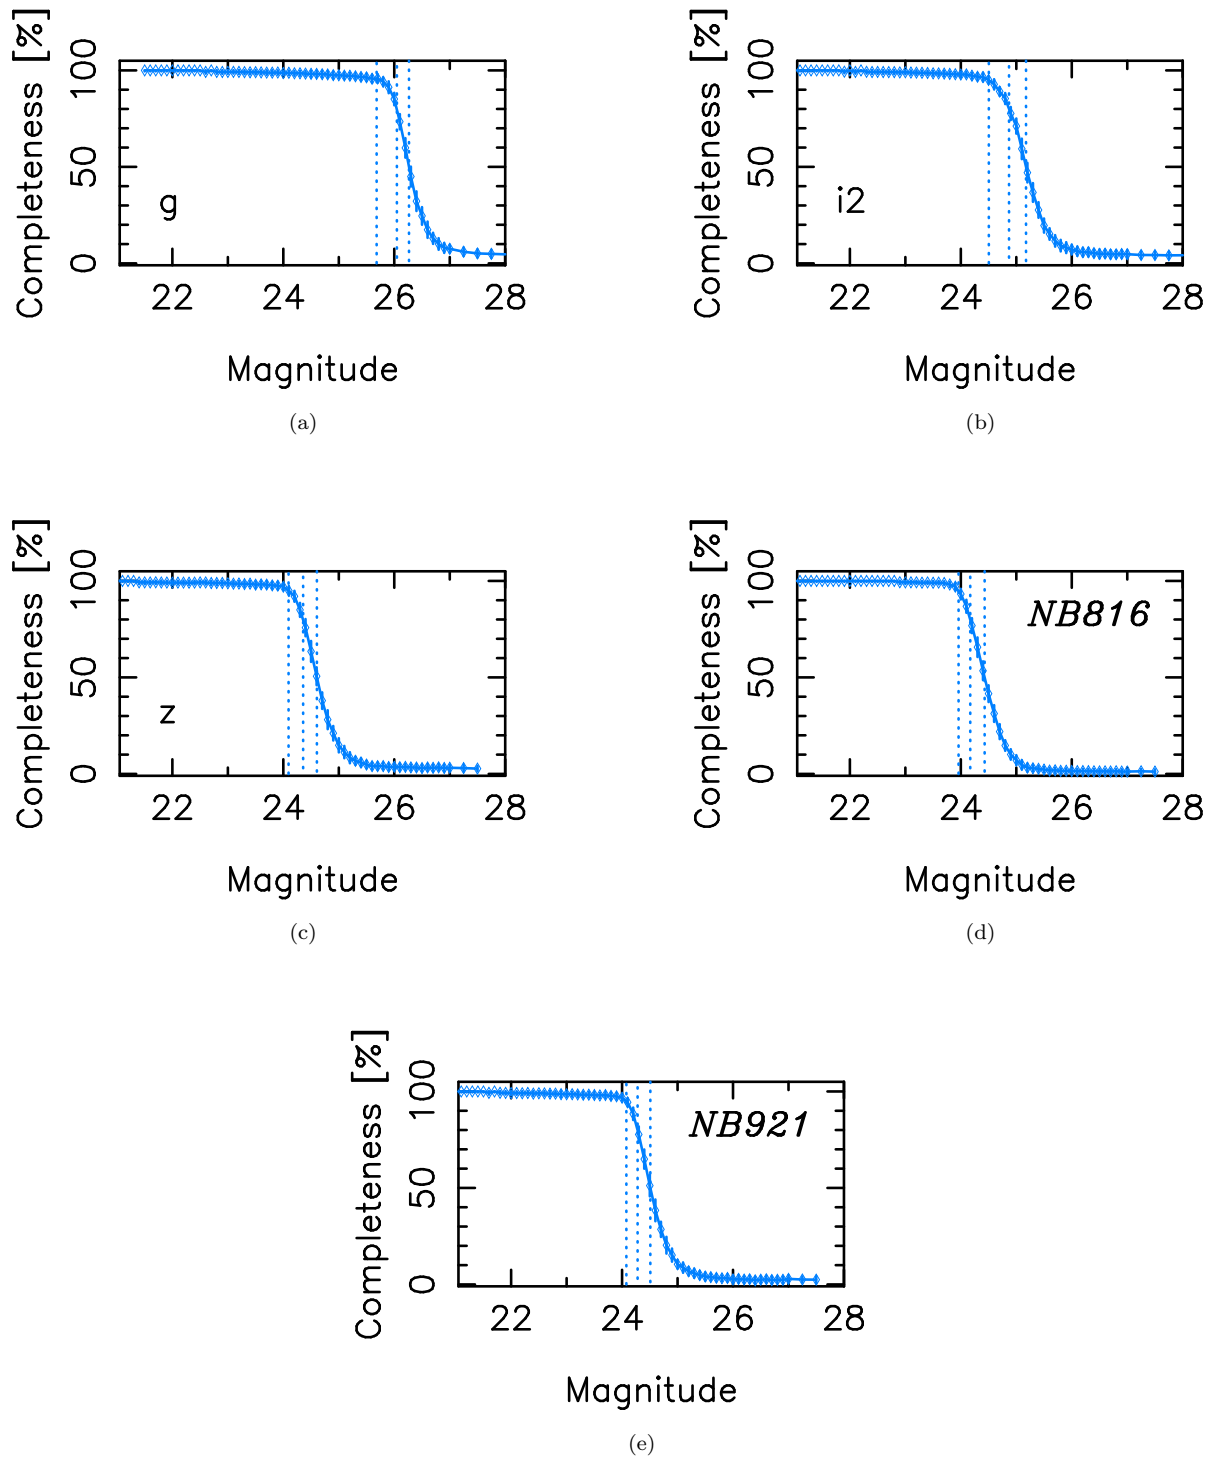 Completeness [%]
100
50
0
g
22 24 26 28
Magnitude
(a)
Completeness [%]
100
50
0
i2
22 24 26 28
Magnitude
(b)
Completeness [%]
100
50
0
z
22 24 26 28
Magnitude
(c)
Completeness [%]
100
50
0
NB816
22 24 26 28
Magnitude
(d)
Completeness [%]
100
50
0
NB921
22 24 26 28
Magnitude
(e)